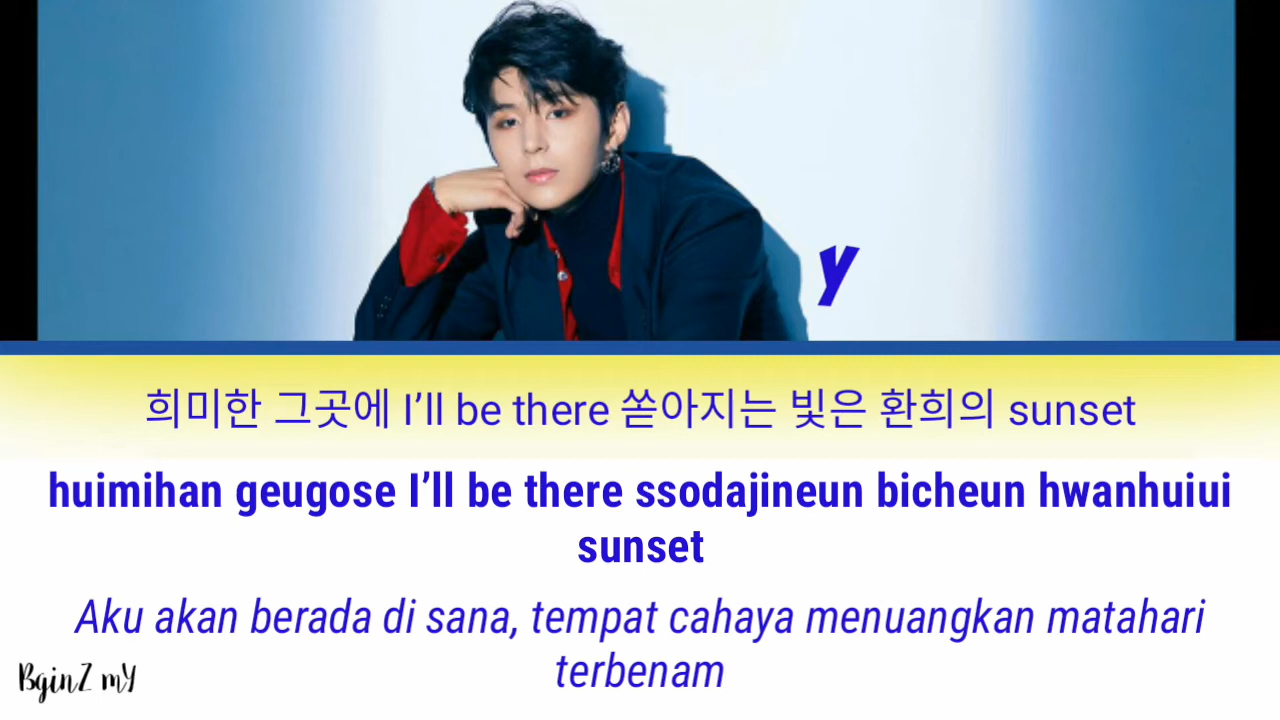 y
희미한 그곳에 I’ll be there 쏟아지는 빛은 환희의 sunset
huimihan geugose I’ll be there ssodajineun bicheun hwanhuiui
sunset
Aku akan berada di sana, tempat cahaya menuangkan matahari
terbenam
BginZ mY